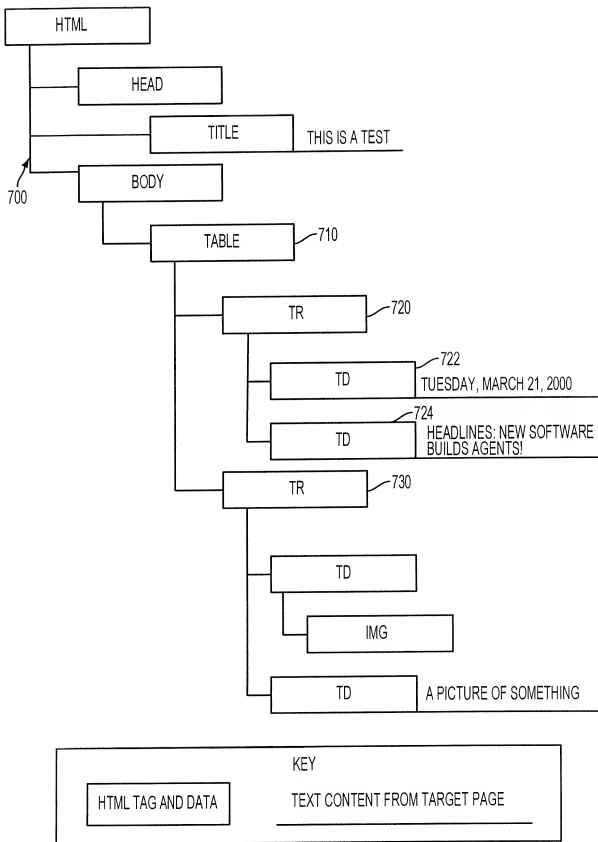 HTML
HEAD
TITLE
THIS IS A TEST
700
BODY
TABLE
710
TR
720
722
TD
TUESDAY, MARCH 21, 2000
724
TD
HEADLINES: NEW SOFTWARE
BUILDS AGENTS!
TR
730
TD
IMG
TD
A PICTURE OF SOMETHING
KEY
HTML TAG AND DATA
TEXT CONTENT FROM TARGET PAGE